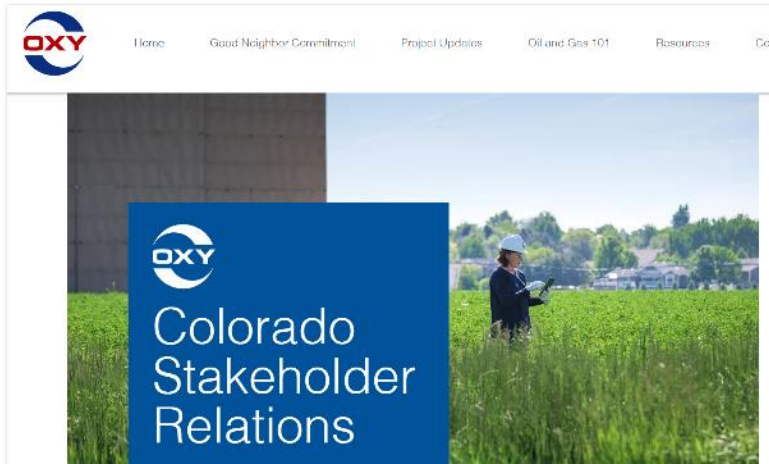 OXY
Home Good Neighbor Commitment Project Updates Oil and Gas 101 Resources
OXY
Colorado
Stakeholder
Relations